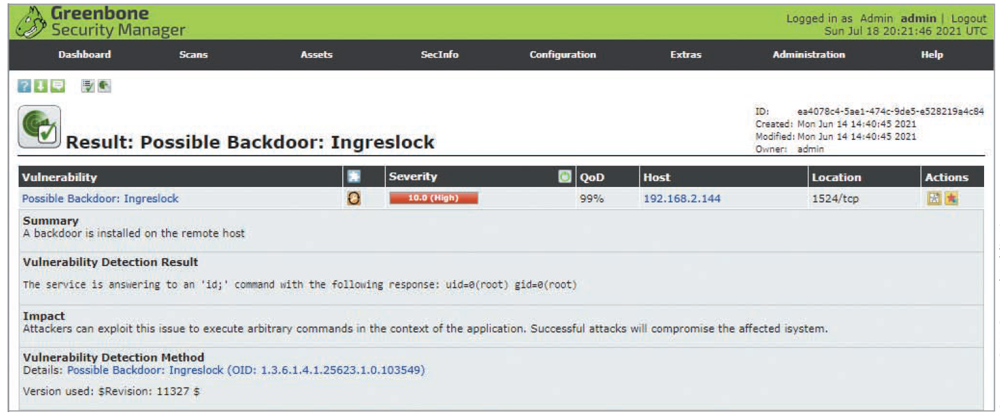 Greenbone
Security Manager
Logged in as Admin admin | Logout
Sun Jul 18 20:21:46 2021 UTC
Dashboard Scans Assets SecInfo Configuration Extras Administration Help
ID: ea4078c4-5ae1-474c-9de5-e528219a4c84
Created: Mon Jun 14 14:40:45 2021
Modified: Mon Jun 14 14:40:45 2021
Owner: admin
Result: Possible Backdoor: Ingreslock
Vulnerability Severity QoD Host Location Actions
Possible Backdoor: Ingreslock 10.0 (High) 99% 192.168.2.144 1524/tcp
Summary
A backdoor is installed on the remote host
Vulnerability Detection Result
The service is answering to an 'id;' command with the following response: uid=0(root) gid=0(root)
Impact
Attackers can exploit this issue to execute arbitrary commands in the context of the application. Successful attacks will compromise the affected isystem.
Vulnerability Detection Method
Details: Possible Backdoor: Ingreslock (OID: 1.3.6.1.4.1.25623.1.0.103549)
Version used: $Revision: 11327 $